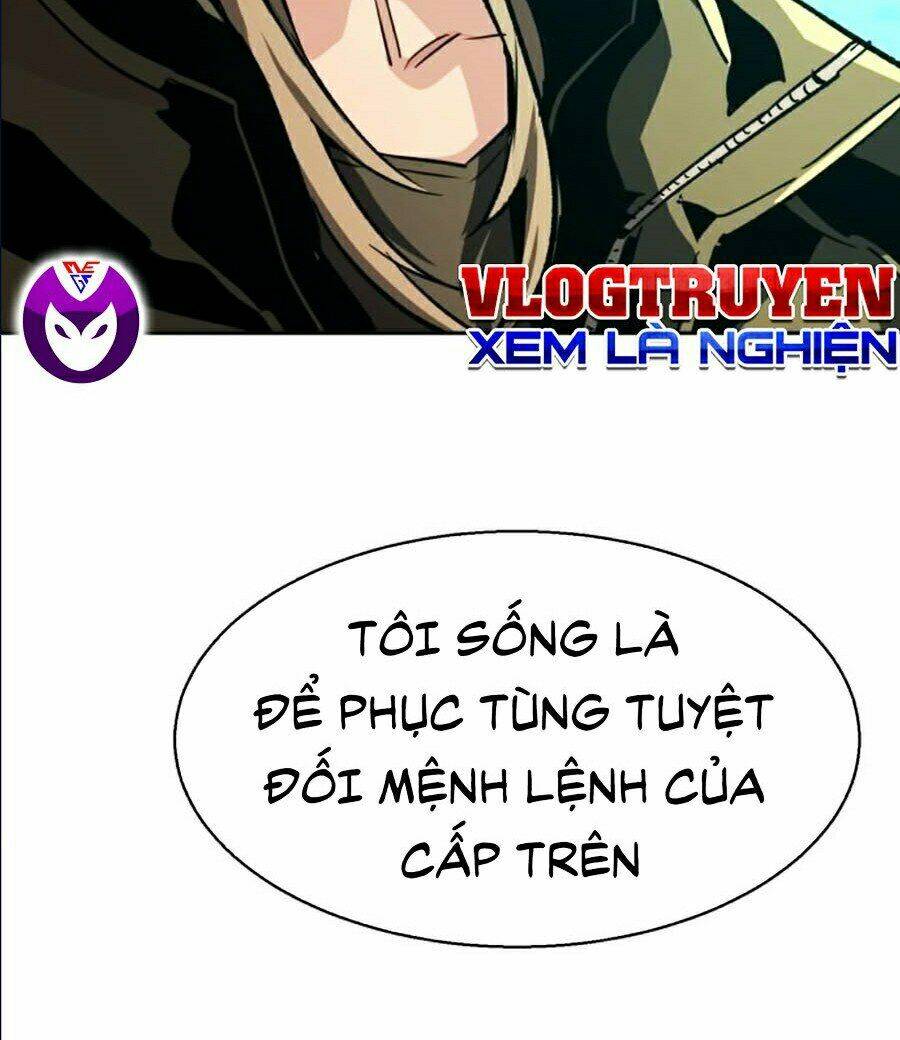 VLOGTRUYEN
XEM LÀ NGHIỆN
TÔI SỐNG LÀ
ĐỂ PHỤC TÙNG TUYỆT
ĐỐI MỆNH LỆNH CỦA
CẤP TRÊN